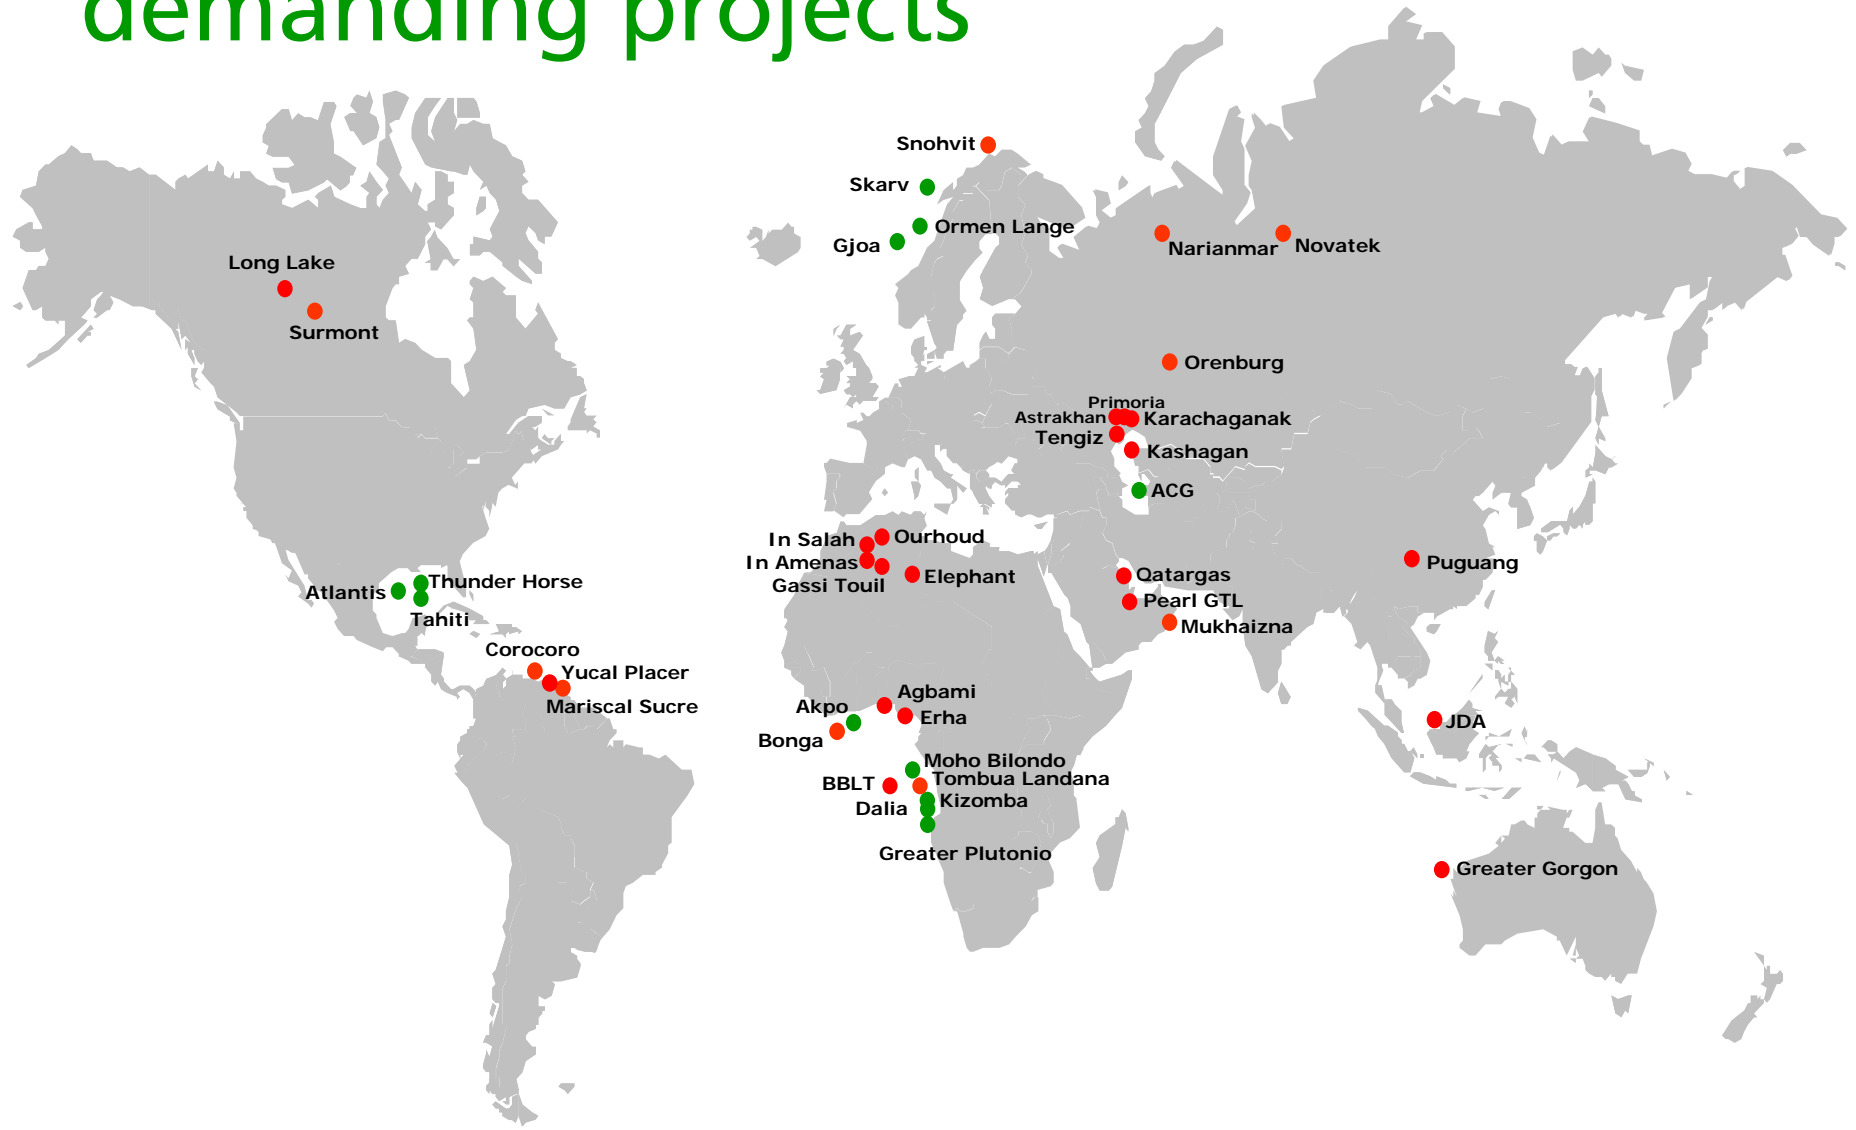 demanding projects
Snohvit
Skarv
Ormen Lange
Gjoa
Narianmar
Novatek
Long Lake
Surmont
Orenburg
Primoria
Astrakhan
Karachaganak
Tengiz
Kashagan
ACG
In Salah
Ourhoud
In Amenas
Gassi Touil
Elephant
Puguang
Qatargas
Pearl GTL
Mukhaizna
Thunder Horse
Atlantis
Tahiti
Corocoro
Yucal Placer
Mariscal Sucre
Agbami
Akpo
Erha
Bonga
JDA
Moho Bilondo
Tombua Landana
BBLT
Kizomba
Dalia
Greater Plutonio
Greater Gorgon